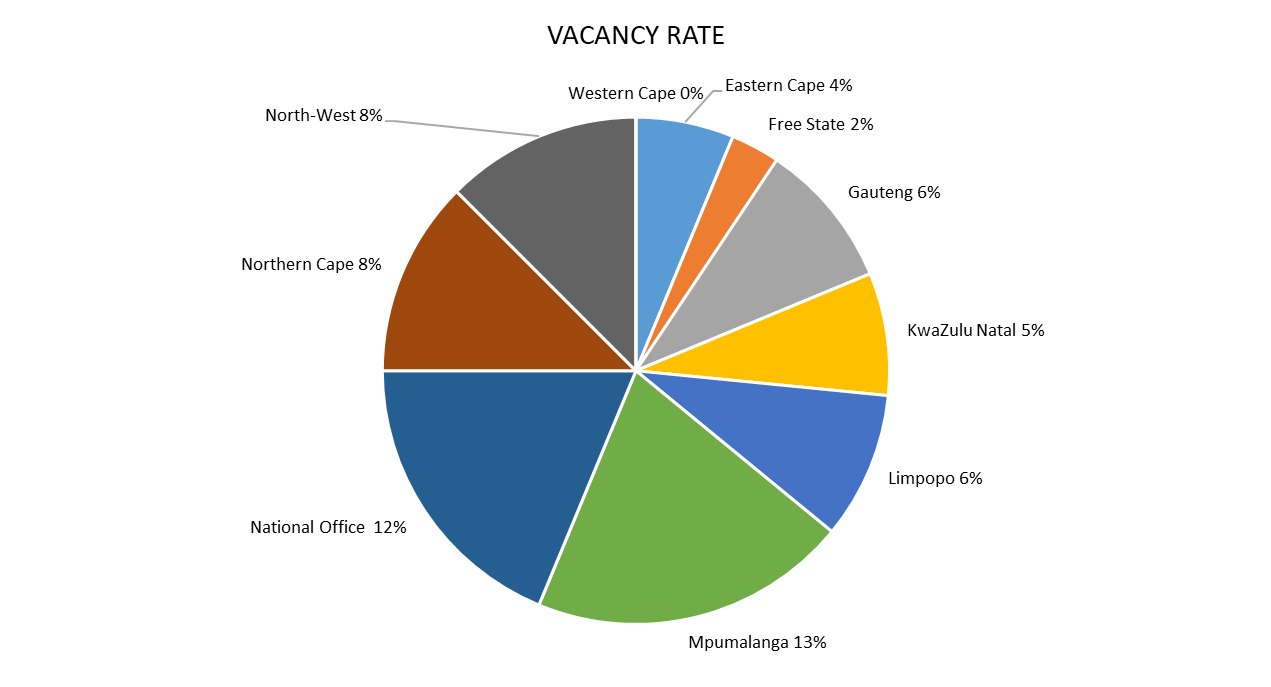 VACANCY RATE
Western Cape 0%
Eastern Cape 4%
Free State 2%
Gauteng 6%
KwaZulu Natal 5%
Limpopo 6%
Mpumalanga 13%
National Office  12%
Northern Cape 8%
North-West 8%